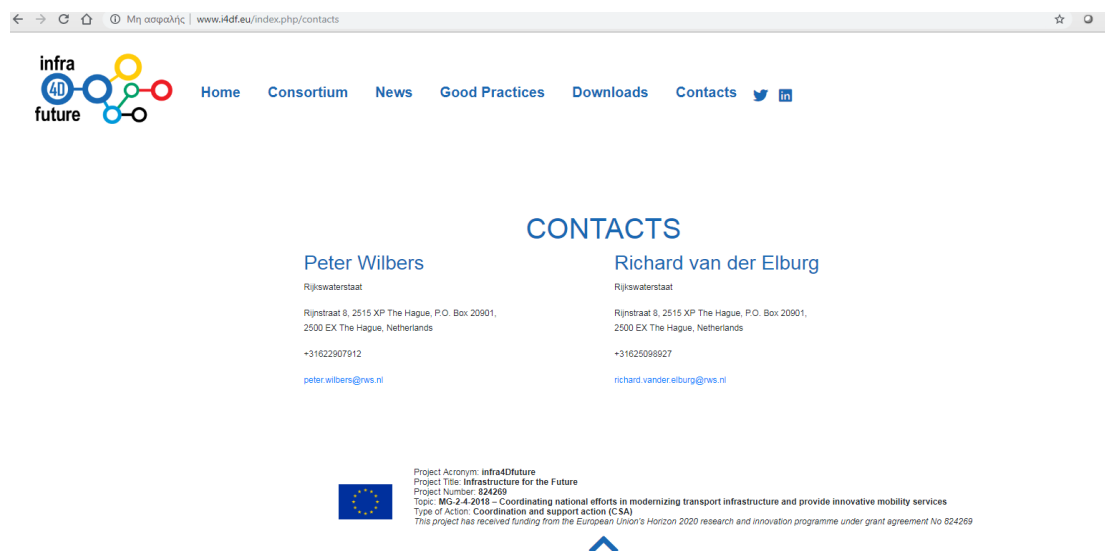 Μη ασφαλής | www.i4df.eu/index.php/contacts
infra
4D
future
Home Consortium News Good Practices Downloads Contacts in
CONTACTS
Peter Wilbers
Rijkswaterstaat
Rijnstraat 8, 2515 XP The Hague, P.O. Box 20901,
2500 EX The Hague, Netherlands
+31622907912
peter.wilbers@rws.nl
Richard van der Elburg
Rijkswaterstaat
Rijnstraat 8, 2515 XP The Hague, P.O. Box 20901,
2500 EX The Hague, Netherlands
+31625098927
richard.vander.elburg@rws.nl
Project Acronym: infra4Dfuture
Project Title: Infrastructure for the Future
Project Number: 824269
Topic: MG-2-4-2018 – Coordinating national efforts in modernizing transport infrastructure and provide innovative mobility services
Type of Action: Coordination and support action (CSA)
This project has received funding from the European Union's Horizon 2020 research and innovation programme under grant agreement No 824269